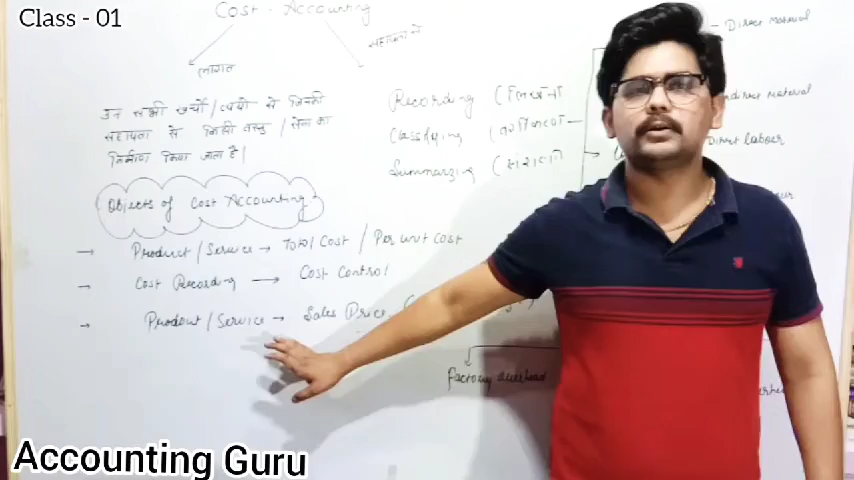 Class - 01
Cost - Accounting
लागत
उन सभी खर्चो / व्ययो से जिनकी
सहायता से किसी वस्तु / सेवा का
निर्माण किया जाता है |
Recording (
Classifying (
Summarizing (
Objects of Cost Accounting
→ Product / Service → Total Cost / Per unit cost
→ Cost Recording → Cost Control
→ Product / Service → Sales Price
Direct material
Indirect material
Direct labour
Factory overhead
Accounting Guru